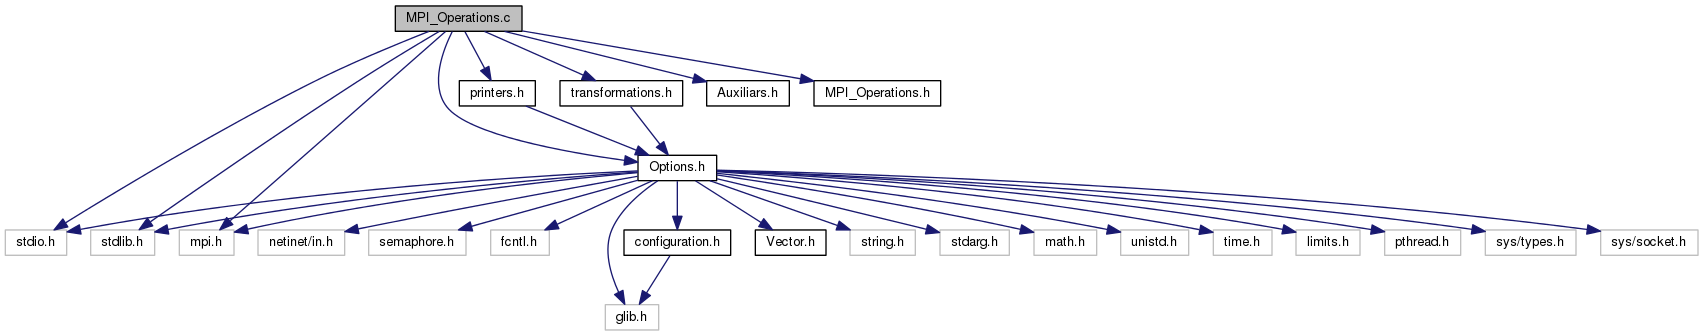 MPI_Operations.c
printers.h
transformations.h
Auxiliars.h
MPI_Operations.h
Options.h
stdio.h
stdlib.h
mpi.h
netinet/in.h
semaphore.h
fcntl.h
configuration.h
Vector.h
string.h
stdarg.h
math.h
unistd.h
time.h
limits.h
pthread.h
sys/types.h
sys/socket.h
glib.h